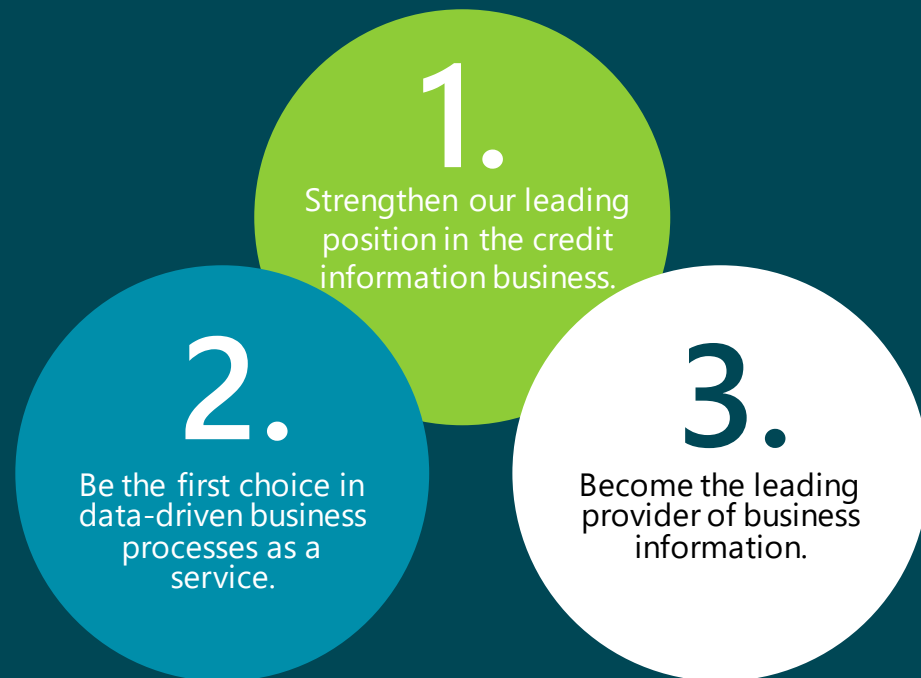 1.
Strengthen our leading
position in the credit
information business.
2.
Be the first choice in
data-driven business
processes as a
service.
3.
Become the leading
provider of business
information.